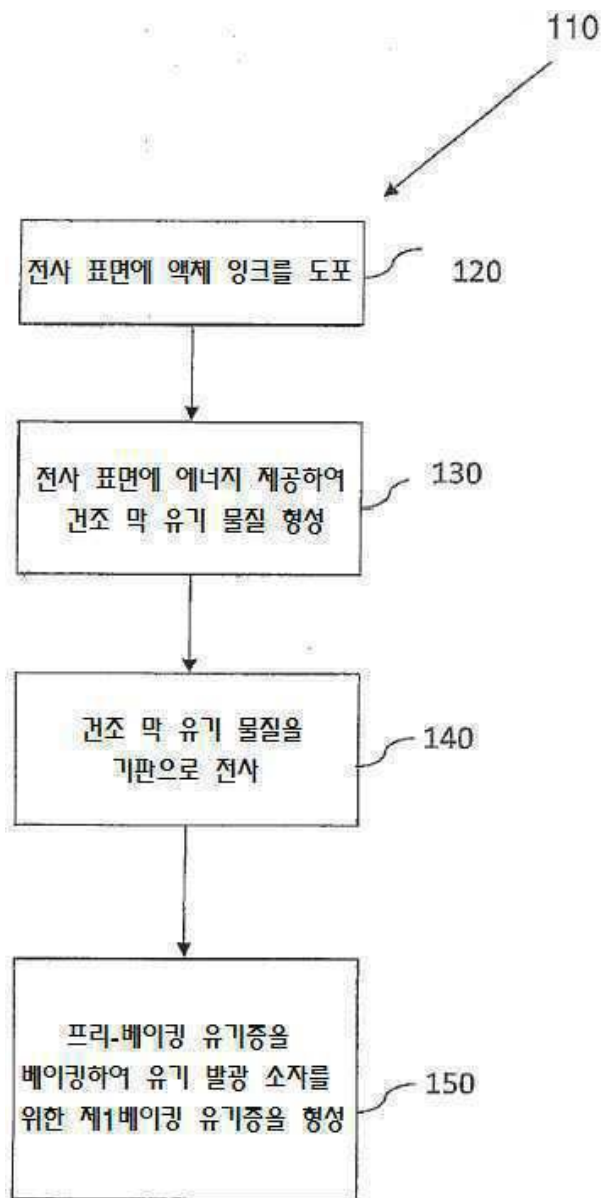 110
전사 표면에 액체 잉크를 도포
120
전사 표면에 에너지 제공하여
건조 막 유기 물질 형성
130
건조 막 유기 물질을
기판으로 전사
140
프리-베이킹 유기층을
베이킹하여 유기 발광 소자를
위한 제1베이킹 유기층을 형성
150